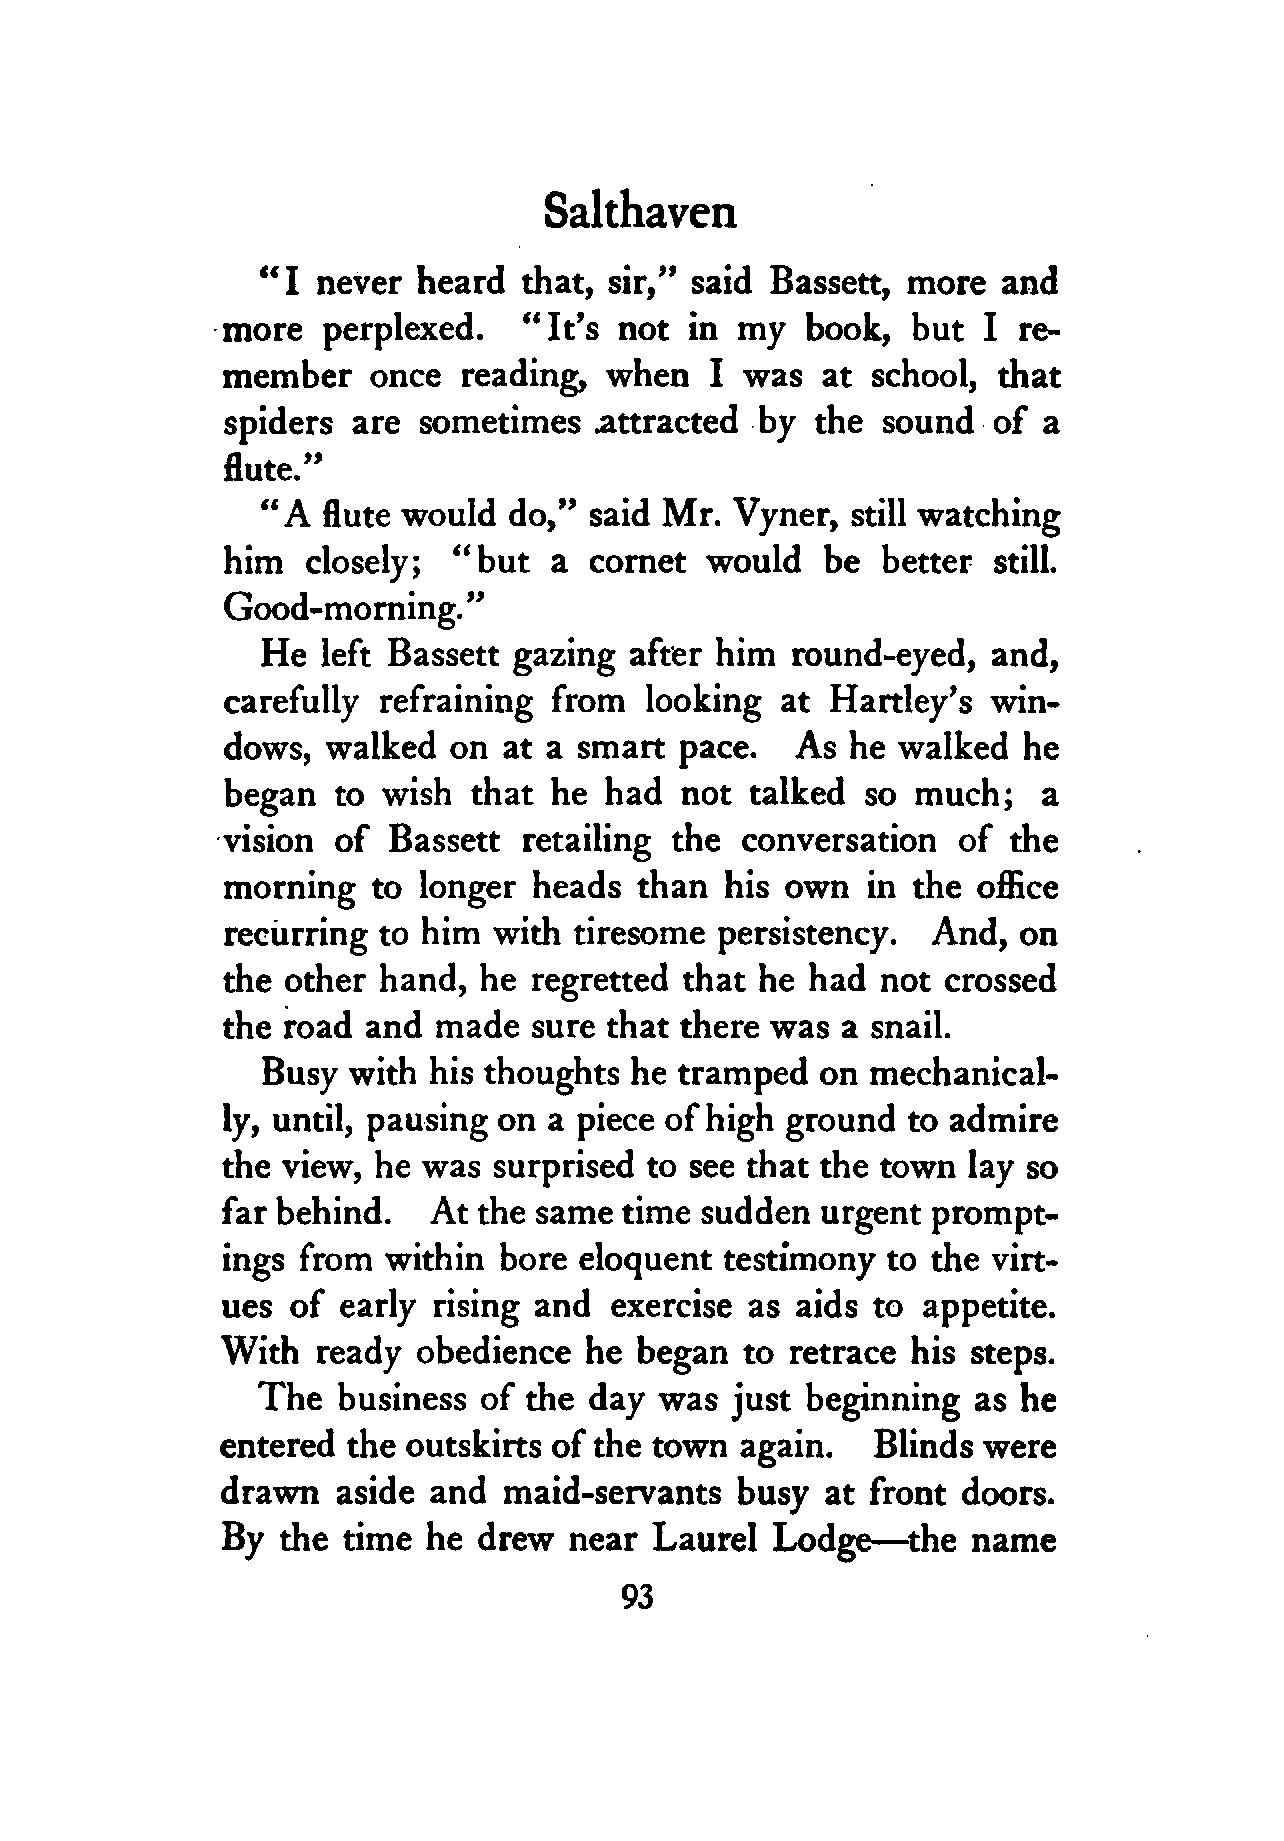 Salthaven
"I never heard that, sir," said Bassett, more and
more perplexed. "It's not in my book, but I re-
member once reading, when I was at school, that
spiders are sometimes attracted by the sound of a
flute."
"A flute would do," said Mr. Vyner, still watching
him closely; "but a cornet would be better still.
Good-morning."
He left Bassett gazing after him round-eyed, and,
carefully refraining from looking at Hartley's win-
dows, walked on at a smart pace. As he walked he
began to wish that he had not talked so much; a
vision of Bassett retailing the conversation of the
morning to longer heads than his own in the office
recurring to him with tiresome persistency. And, on
the other hand, he regretted that he had not crossed
the road and made sure that there was a snail.
Busy with his thoughts he tramped on mechanical-
ly, until, pausing on a piece of high ground to admire
the view, he was surprised to see that the town lay so
far behind. At the same time sudden urgent prompt-
ings from within bore eloquent testimony to the virt-
ues of early rising and exercise as aids to appetite.
With ready obedience he began to retrace his steps.
The business of the day was just beginning as he
entered the outskirts of the town again. Blinds were
drawn aside and maid-servants busy at front doors.
By the time he drew near Laurel Lodge—the name
93